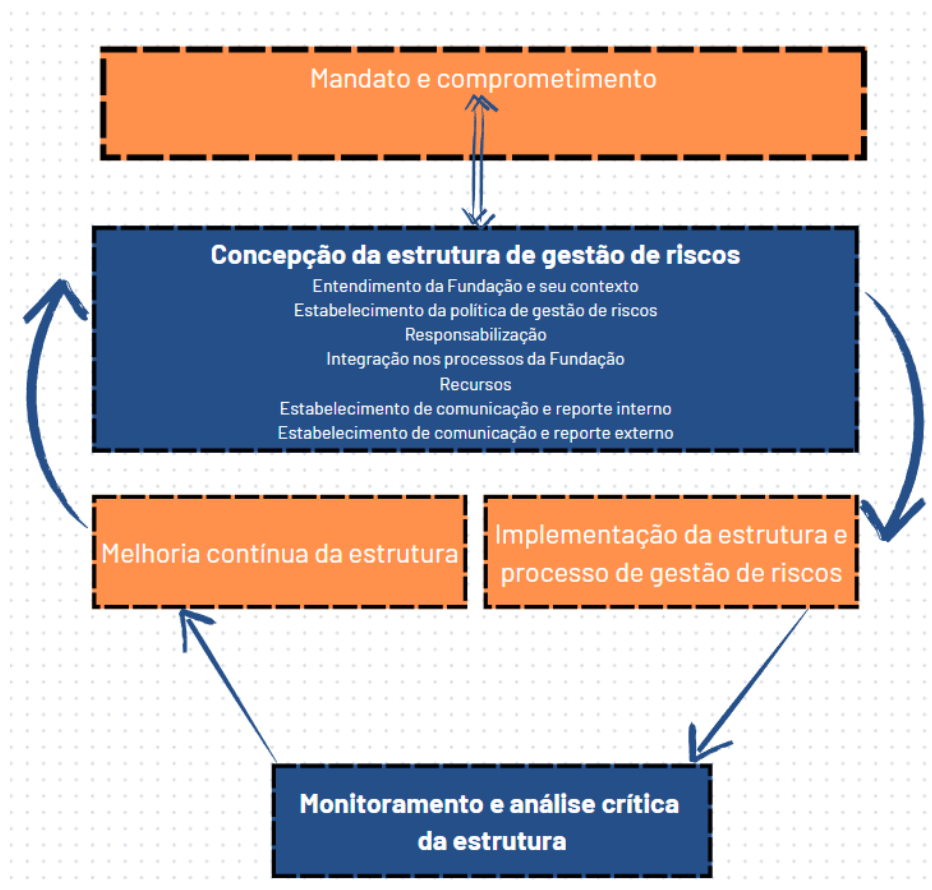 Mandato e comprometimento
Concepção da estrutura de gestão de riscos
Entendimento da Fundação e seu contexto
Estabelecimento da política de gestão de riscos
Responsabilização
Integração nos processos da Fundação
Recursos
Estabelecimento de comunicação e reporte interno
Estabelecimento de comunicação e reporte externo
Melhoria contínua da estrutura
Implementação da estrutura e
processo de gestão de riscos
Monitoramento e análise crítica
da estrutura